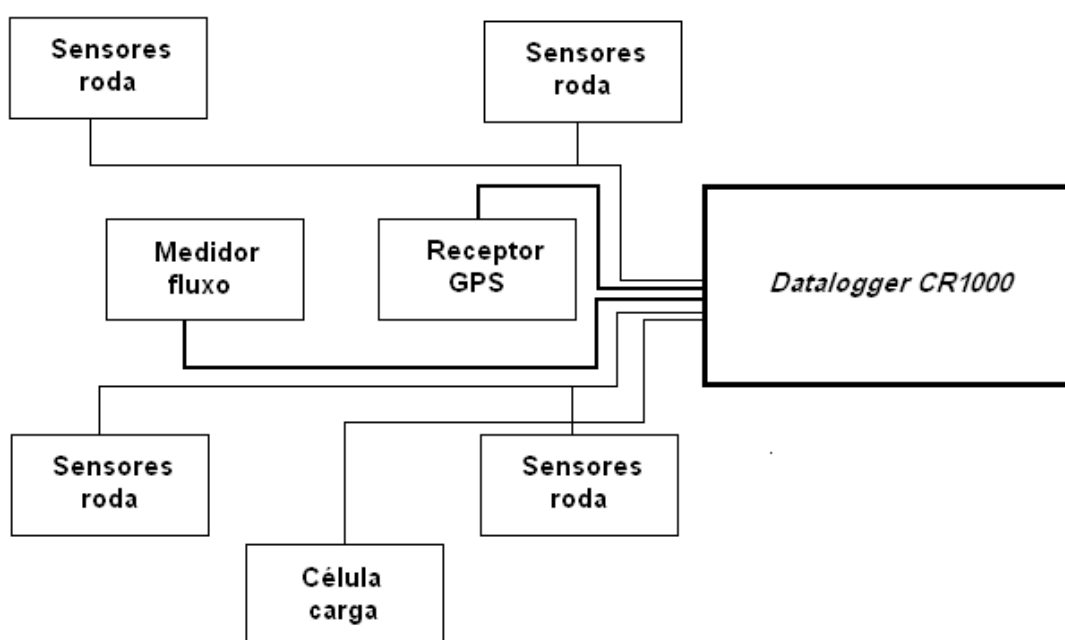 Sensores
roda
Sensores
roda
Medidor
fluxo
Receptor
GPS
Datalogger CR1000
Sensores
roda
Sensores
roda
Célula
carga